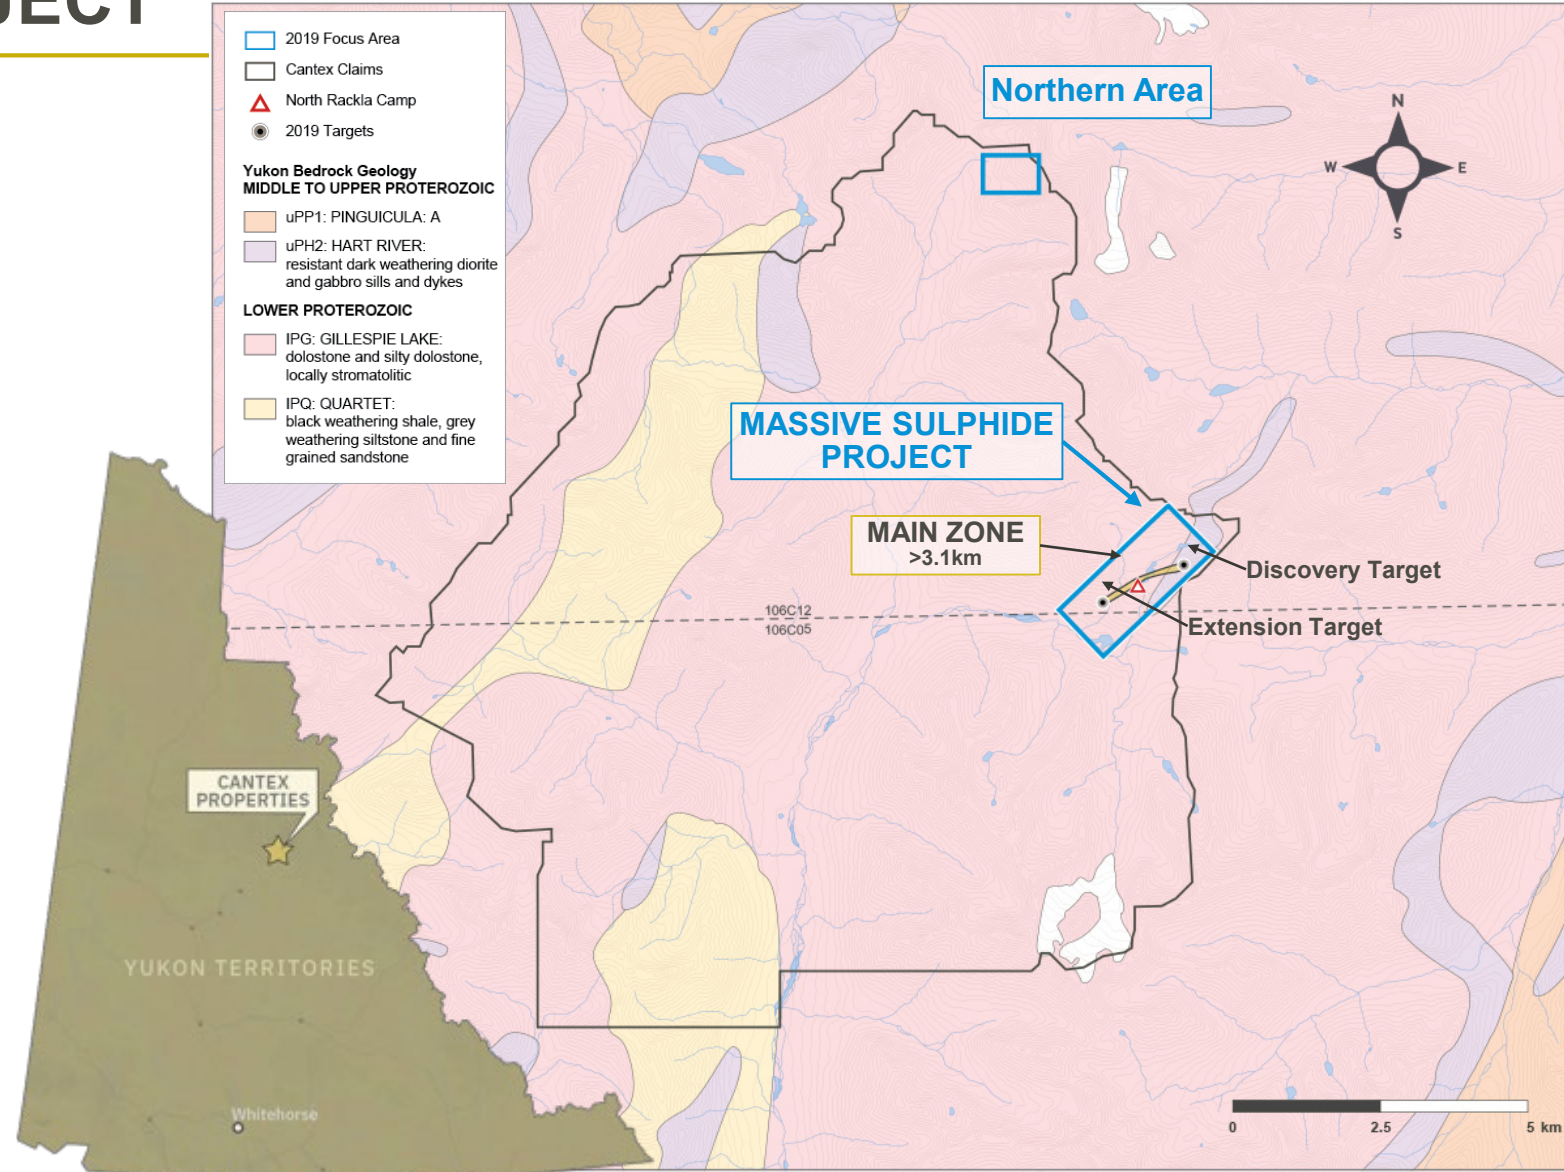 2019 Focus Area
Cantex Claims
North Rackla Camp
2019 Targets
Yukon Bedrock Geology
MIDDLE TO UPPER PROTEROZOIC
uPP1: PINGUICULA: A
uPH2: HART RIVER:
resistant dark weathering diorite
and gabbro sills and dykes
LOWER PROTEROZOIC
IPG: GILLESPIE LAKE:
dolostone and silty dolostone,
locally stromatolitic
IPQ: QUARTET:
black weathering shale, grey
weathering siltstone and fine
grained sandstone
Northern Area
N
W
E
S
MASSIVE SULPHIDE
PROJECT
MAIN ZONE
>3.1km
Discovery Target
Extension Target
106C12
106C05
CANTEX
PROPERTIES
YUKON TERRITORIES
Whitehorse
0
2.5
5 km